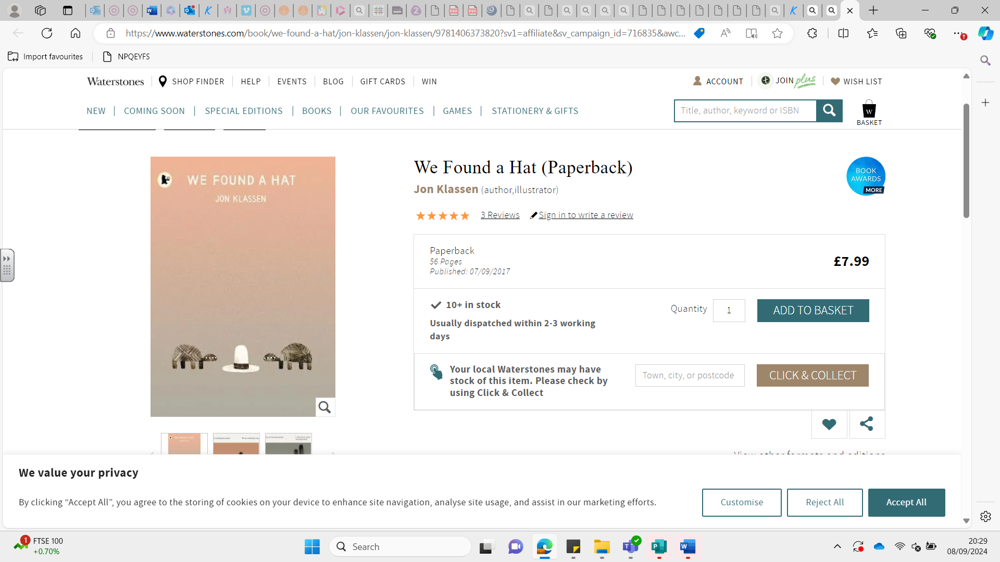 https://www.waterstones.com/book/we-found-a-hat/jon-klassen/jon-klassen/9781406373820?sv1=affiliate&sv_campaign_id=716835&awc...
Import favourites
NPQEYFS
Waterstones
SHOP FINDER
HELP
EVENTS
BLOG
GIFT CARDS
WIN
ACCOUNT
JOIN plus
WISH LIST
NEW
COMING SOON
SPECIAL EDITIONS
BOOKS
OUR FAVOURITES
GAMES
STATIONERY & GIFTS
Title, author, keyword or ISBN
W
BASKET
WE FOUND A HAT
JON KLASSEN
We Found a Hat (Paperback)
Jon Klassen (author,illustrator)
3 Reviews
Sign in to write a review
BOOK
AWARDS
MORE
Paperback
56 Pages
Published: 07/09/2017
£7.99
10+ in stock
Usually dispatched within 2-3 working
days
Quantity
1
ADD TO BASKET
Your local Waterstones may have
stock of this item. Please check by
using Click & Collect
Town, city, or postcode
CLICK & COLLECT
View other formats and editions
We value your privacy
By clicking “Accept All”, you agree to the storing of cookies on your device to enhance site navigation, analyse site usage, and assist in our marketing efforts.
Customise
Reject All
Accept All
1
FTSE 100
+0.70%
Search
20:29
08/09/2024